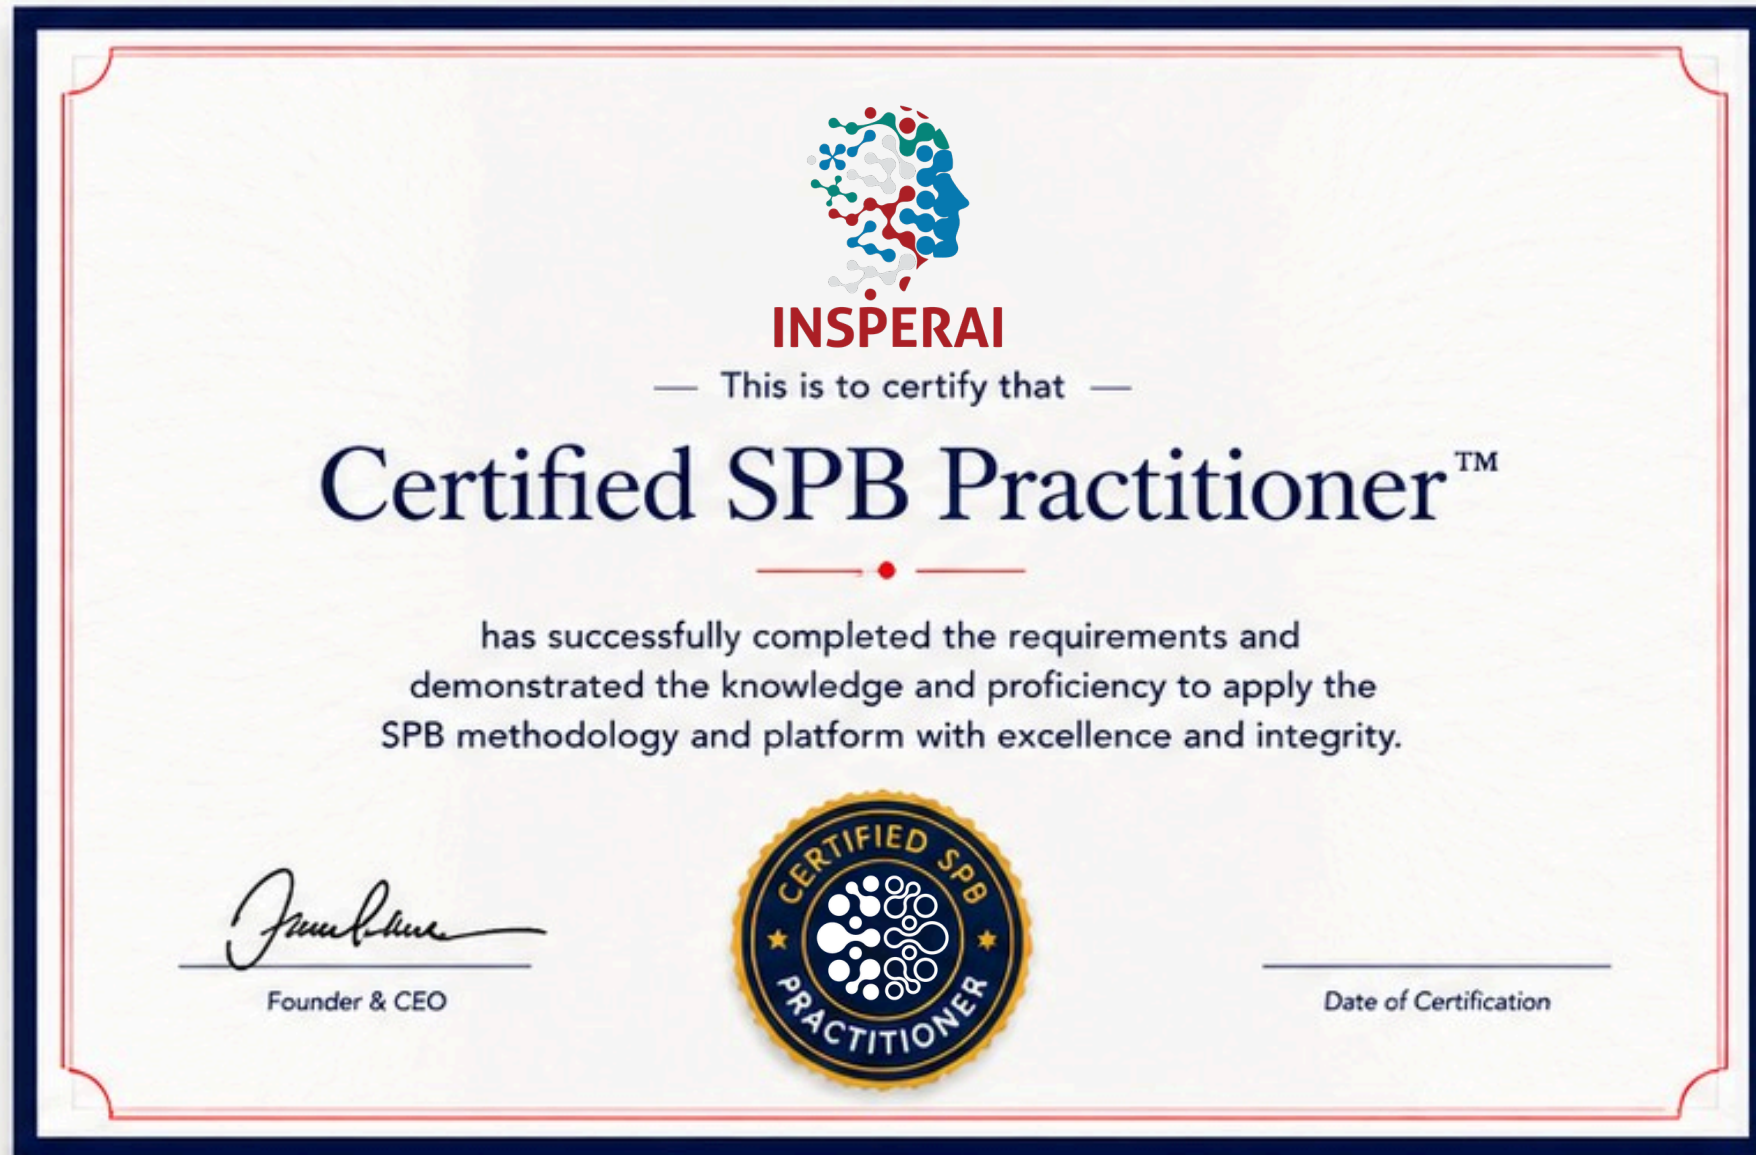 INSPERAI
— This is to certify that —
Certified SPB Practitioner™
has successfully completed the requirements and
demonstrated the knowledge and proficiency to apply the
SPB methodology and platform with excellence and integrity.
CERTIFIED SPB
PRACTITIONER
Founder & CEO
Date of Certification